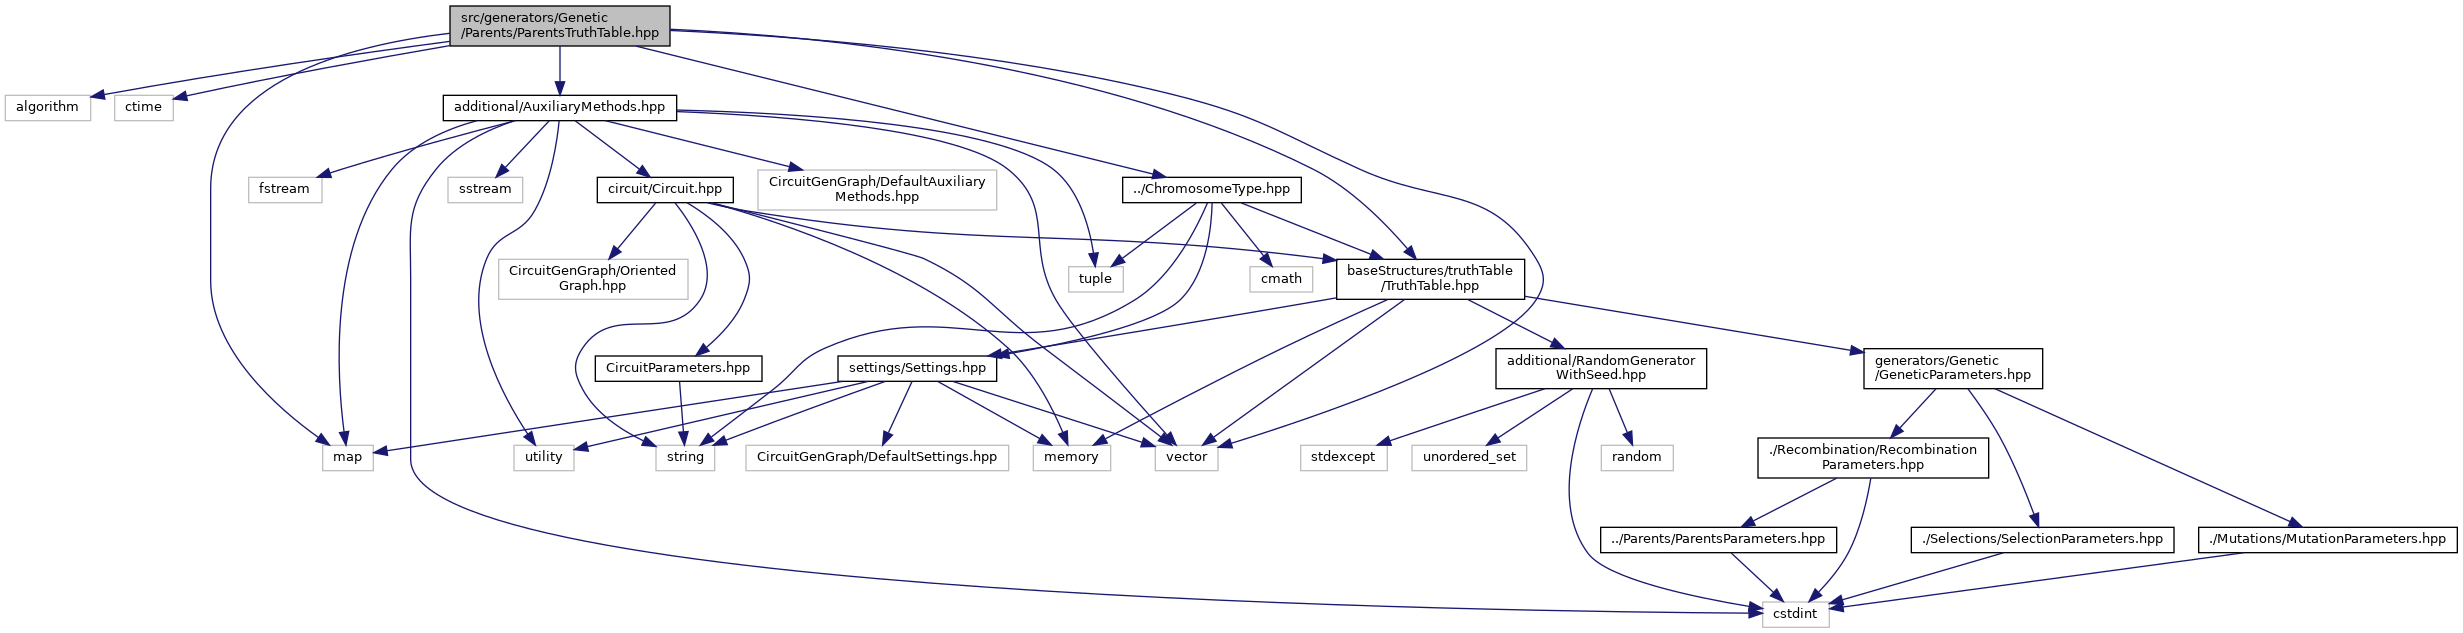 src/generators/Genetic
/Parents/ParentsTruthTable.hpp
algorithm
ctime
additional/AuxiliaryMethods.hpp
fstream
sstream
circuit/Circuit.hpp
CircuitGenGraph/DefaultAuxiliary
Methods.hpp
../ChromosomeType.hpp
CircuitGenGraph/Oriented
Graph.hpp
tuple
cmath
baseStructures/truthTable
/TruthTable.hpp
CircuitParameters.hpp
settings/Settings.hpp
additional/RandomGenerator
WithSeed.hpp
generators/Genetic
/GeneticParameters.hpp
map
utility
string
CircuitGenGraph/DefaultSettings.hpp
memory
vector
stdexcept
unordered_set
random
./Recombination/Recombination
Parameters.hpp
../Parents/ParentsParameters.hpp
./Selections/SelectionParameters.hpp
./Mutations/MutationParameters.hpp
cstdint